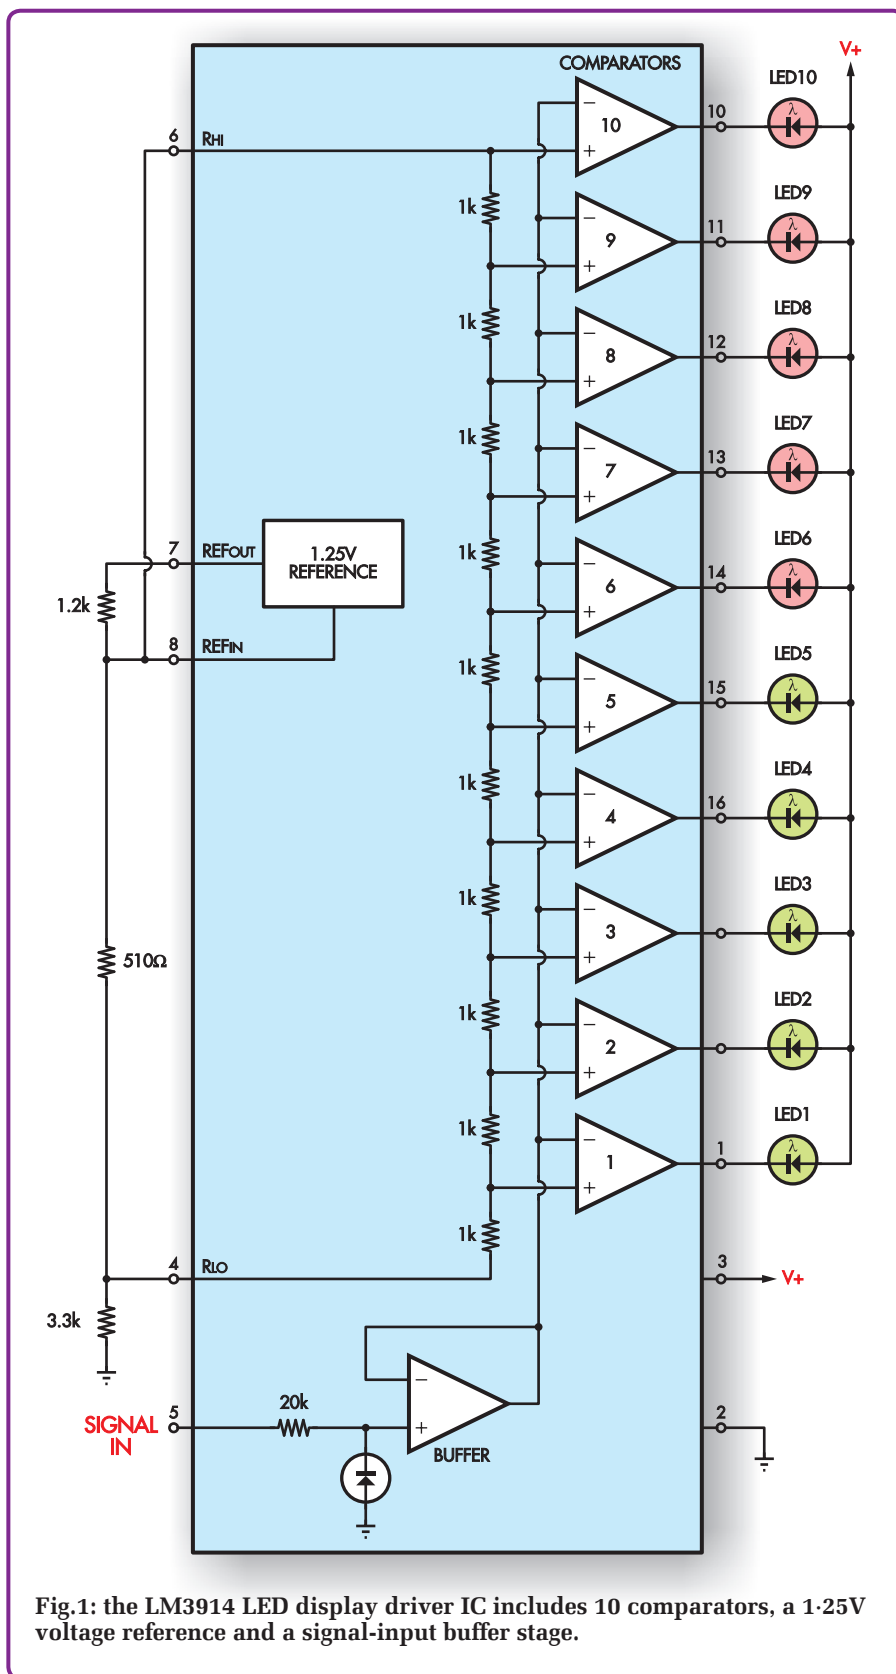 COMPARATORS
V+
LED10
10
10
−
+
6
RHI
1k
LED9
11
9
−
+
1k
LED8
12
8
−
+
1k
LED7
13
7
−
+
7
REFOUT
1.25V
REFERENCE
1k
LED6
14
6
−
+
1.2k
8
REFIN
1k
LED5
15
5
−
+
1k
LED4
16
4
−
+
1k
LED3
3
−
+
510Ω
1k
LED2
2
−
+
1k
LED1
1
1
−
+
1k
4
RLO
3
V+
3.3k
SIGNAL
IN
5
20k
−
+
BUFFER
2
λ
λ
λ
λ
λ
λ
λ
λ
λ
λ
Fig.1: the LM3914 LED display driver IC includes 10 comparators, a 1·25V
voltage reference and a signal-input buffer stage.